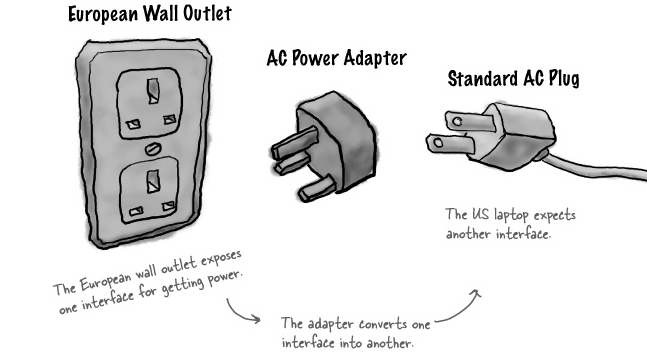 European Wall Outlet
AC Power Adapter
Standard AC Plug
The US laptop expects
another interface.
The European wall outlet exposes
one interface for getting power.
The adapter converts one
interface into another.